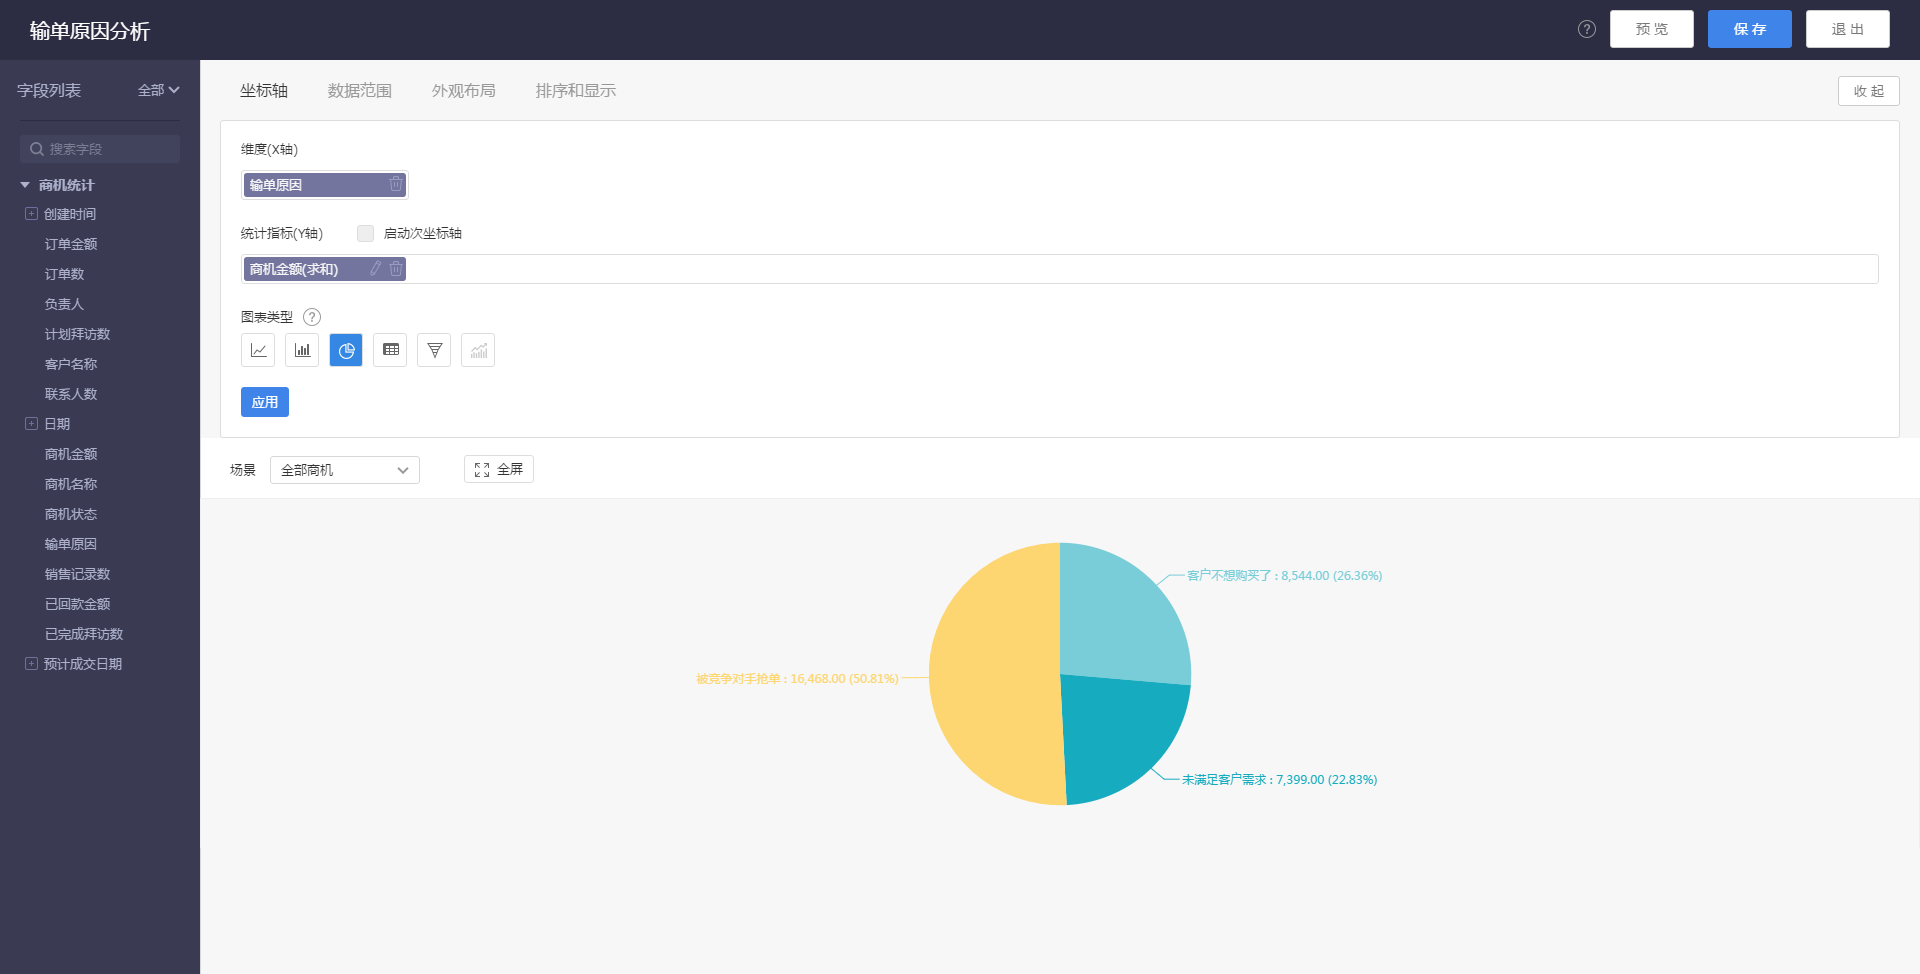 输单原因分析
?
预 览
保 存
退 出
字段列表
全部
搜索字段
商机统计
创建时间
订单金额
订单数
负责人
计划拜访数
客户名称
联系人数
日期
商机金额
商机名称
商机状态
输单原因
销售记录数
已回款金额
已完成拜访数
预计成交日期
坐标轴
数据范围
外观布局
排序和显示
收 起
维度(X轴)
输单原因
统计指标(Y轴)
启动次坐标轴
商机金额(求和)
图表类型
?
应用
场景
全部商机
全屏
客户不想购买了 : 8,544.00 (26.36%)
被竞争对手抢单 : 16,468.00 (50.81%)
未满足客户需求 : 7,399.00 (22.83%)